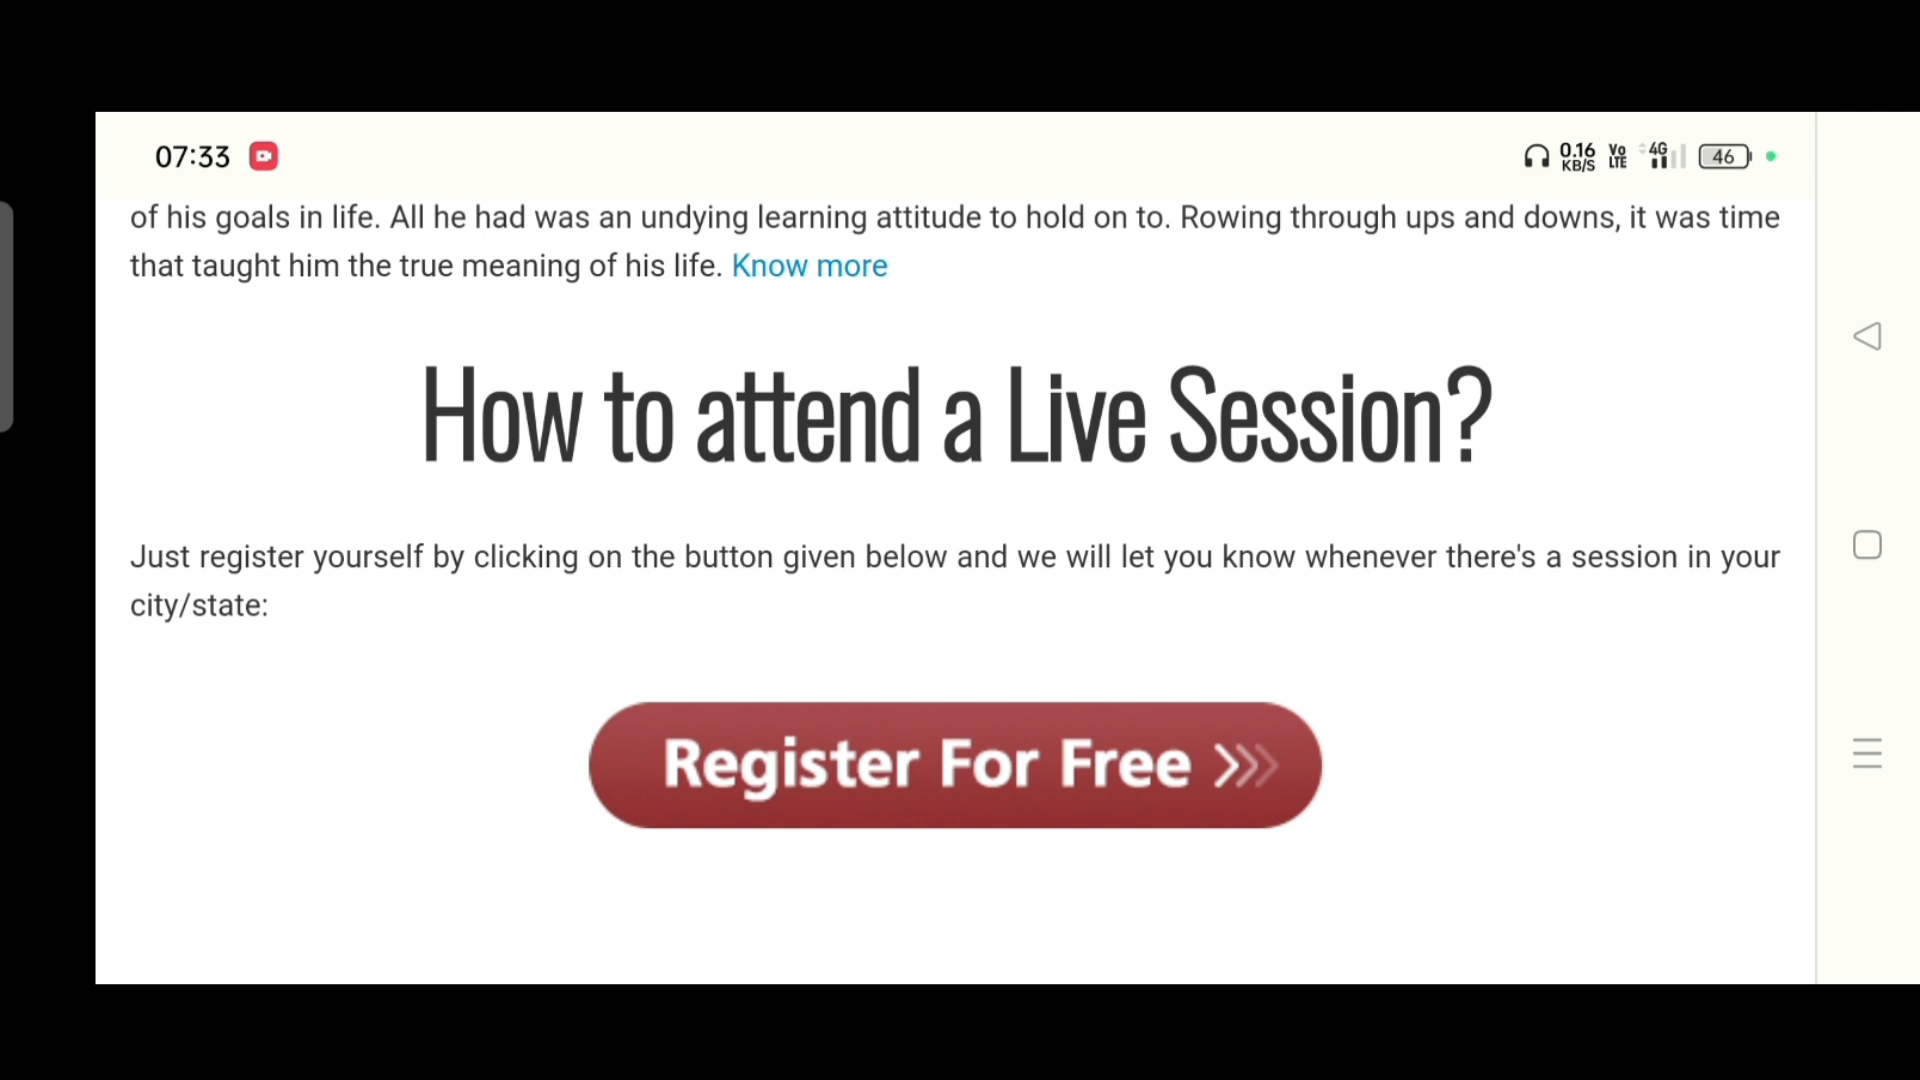 07:33
0.16 KB/S Vo LTE 4G 46
of his goals in life. All he had was an undying learning attitude to hold on to. Rowing through ups and downs, it was time
that taught him the true meaning of his life. Know more
How to attend a Live Session?
Just register yourself by clicking on the button given below and we will let you know whenever there's a session in your
city/state:
Register For Free